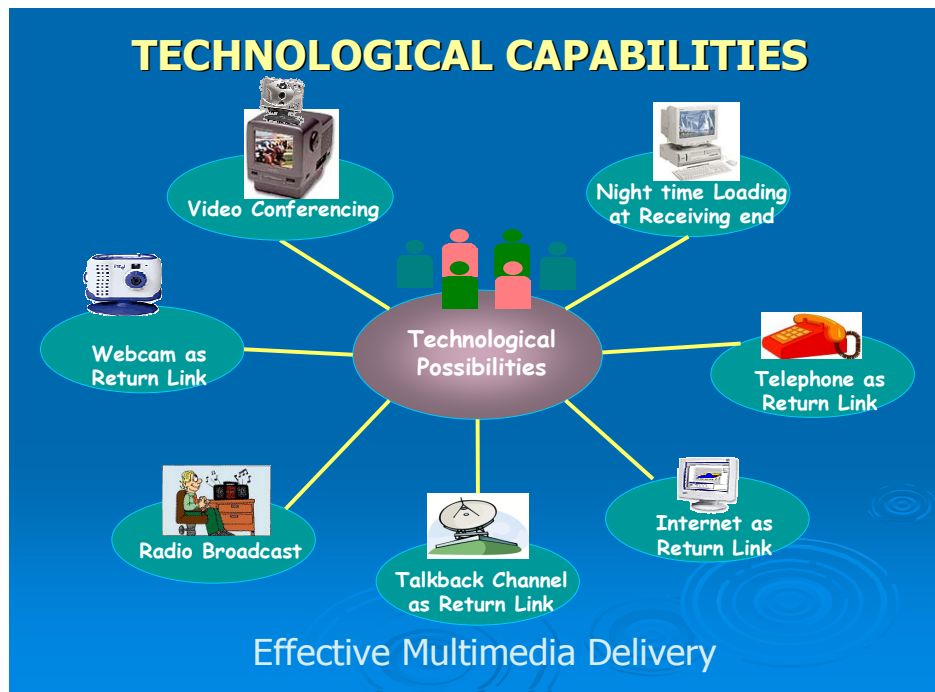 TECHNOLOGICAL CAPABILITIES
Video Conferencing
Night time Loading
at Receiving end
Technological
Possibilities
Webcam as
Return Link
Telephone as
Return Link
Radio Broadcast
Talkback Channel
as Return Link
Internet as
Return Link
Effective Multimedia Delivery